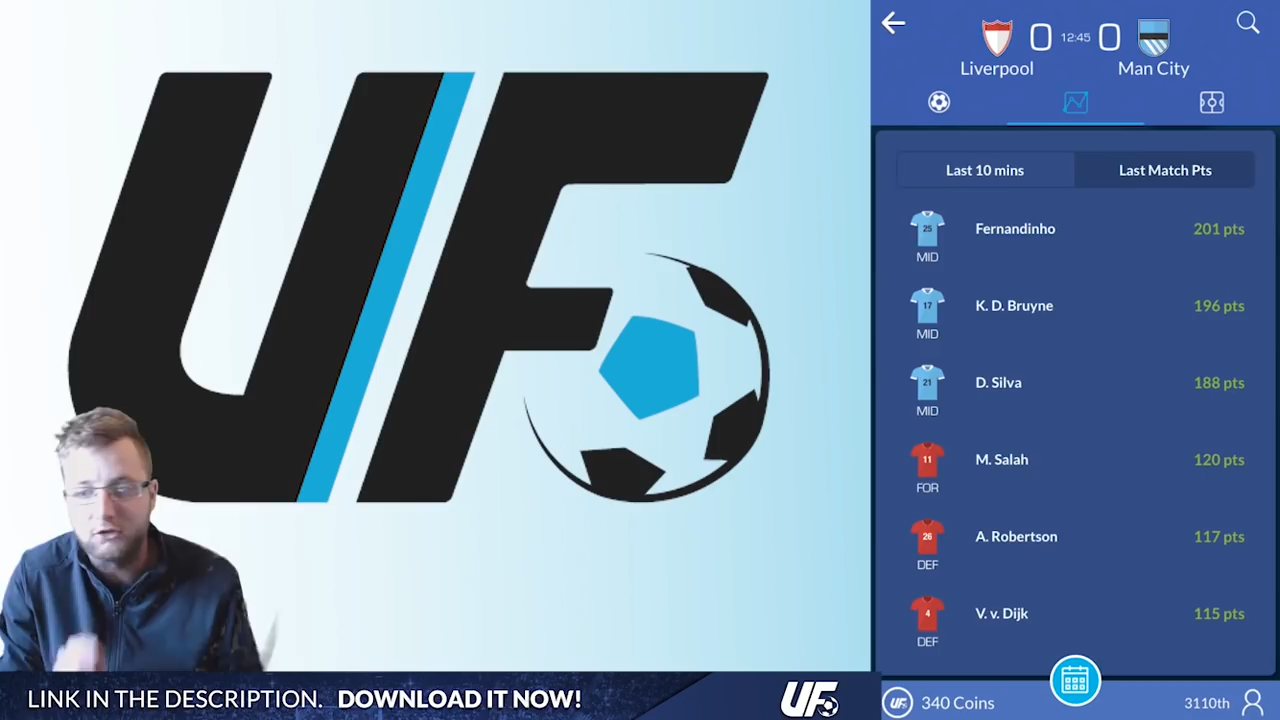 UF
0 12:45 0
Liverpool Man City
Last 10 mins Last Match Pts
25 Fernandinho 201 pts
MID
17 K. D. Bruyne 196 pts
MID
21 D. Silva 188 pts
MID
11 M. Salah 120 pts
FOR
26 A. Robertson 117 pts
DEF
4 V. v. Dijk 115 pts
DEF
LINK IN THE DESCRIPTION. DOWNLOAD IT NOW! UF
UF 340 Coins 3110th